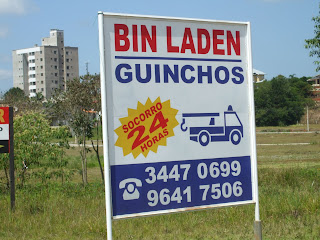 BIN LADEN
GUINCHOS
SOCORRO
24
HORAS
3447 0699
9641 7506